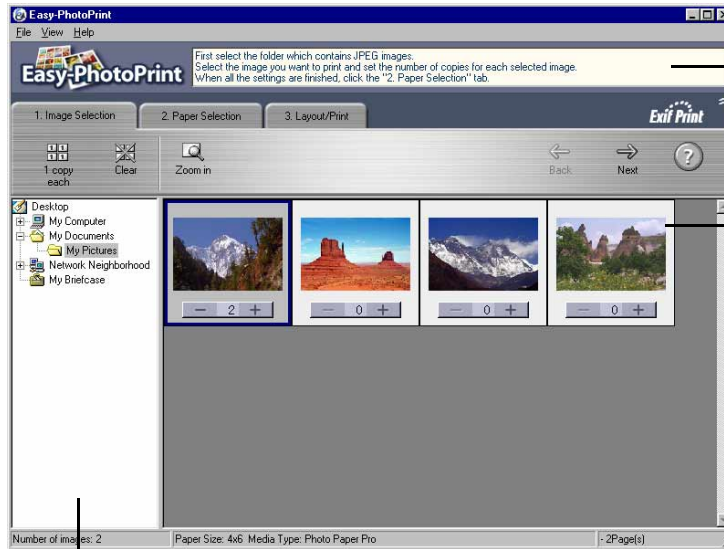 Easy-PhotoPrint
File View Help
Easy-PhotoPrint
First select the folder which contains JPEG images.
Select the image you want to print and set the number of copies for each selected image.
When all the settings are finished, click the "2. Paper Selection" tab.
1. Image Selection
2. Paper Selection
3. Layout/Print
Exif Print
1 copy
each
Clear
Zoom in
Back
Next
?
Desktop
My Computer
My Documents
My Pictures
Network Neighborhood
My Briefcase
2
0
0
0
Number of images: 2
Paper Size: 4x6 Media Type: Photo Paper Pro
- 2Page(s)